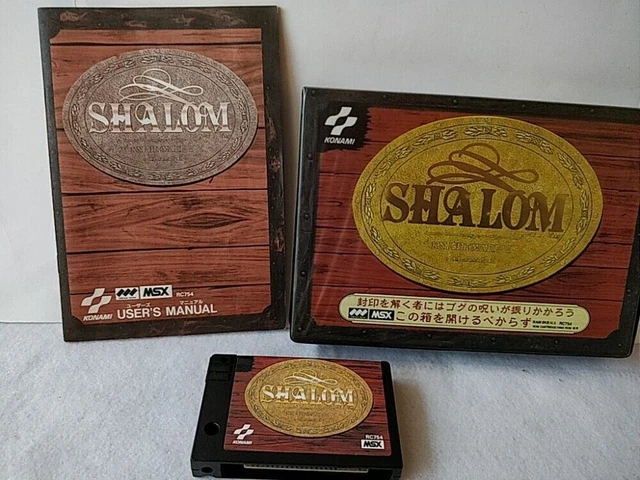 SHALOM
KONAMI
MSX
RC754
ユーザーズ マニュアル
USER'S MANUAL
KONAMI
SHALOM
封印を解く者にはゴグの呪いが振りかかろう
MSX この箱を開けるべからず
SHALOM
KONAMI
RC754
MSX